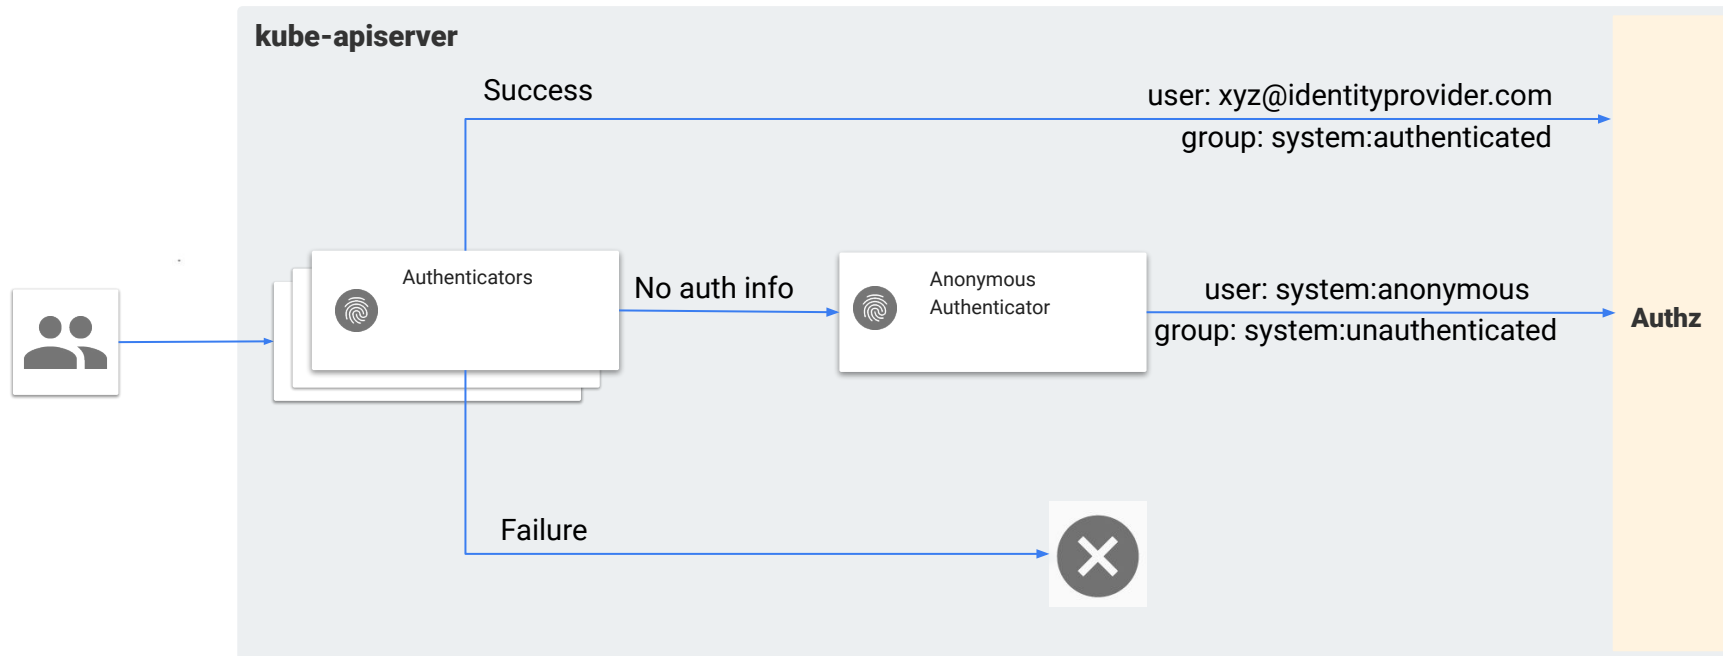 kube-apiserver
Success
user: xyz@identityprovider.com
group: system:authenticated
Authenticators
No auth info
Anonymous
Authenticator
user: system:anonymous
group: system:unauthenticated
Authz
Failure